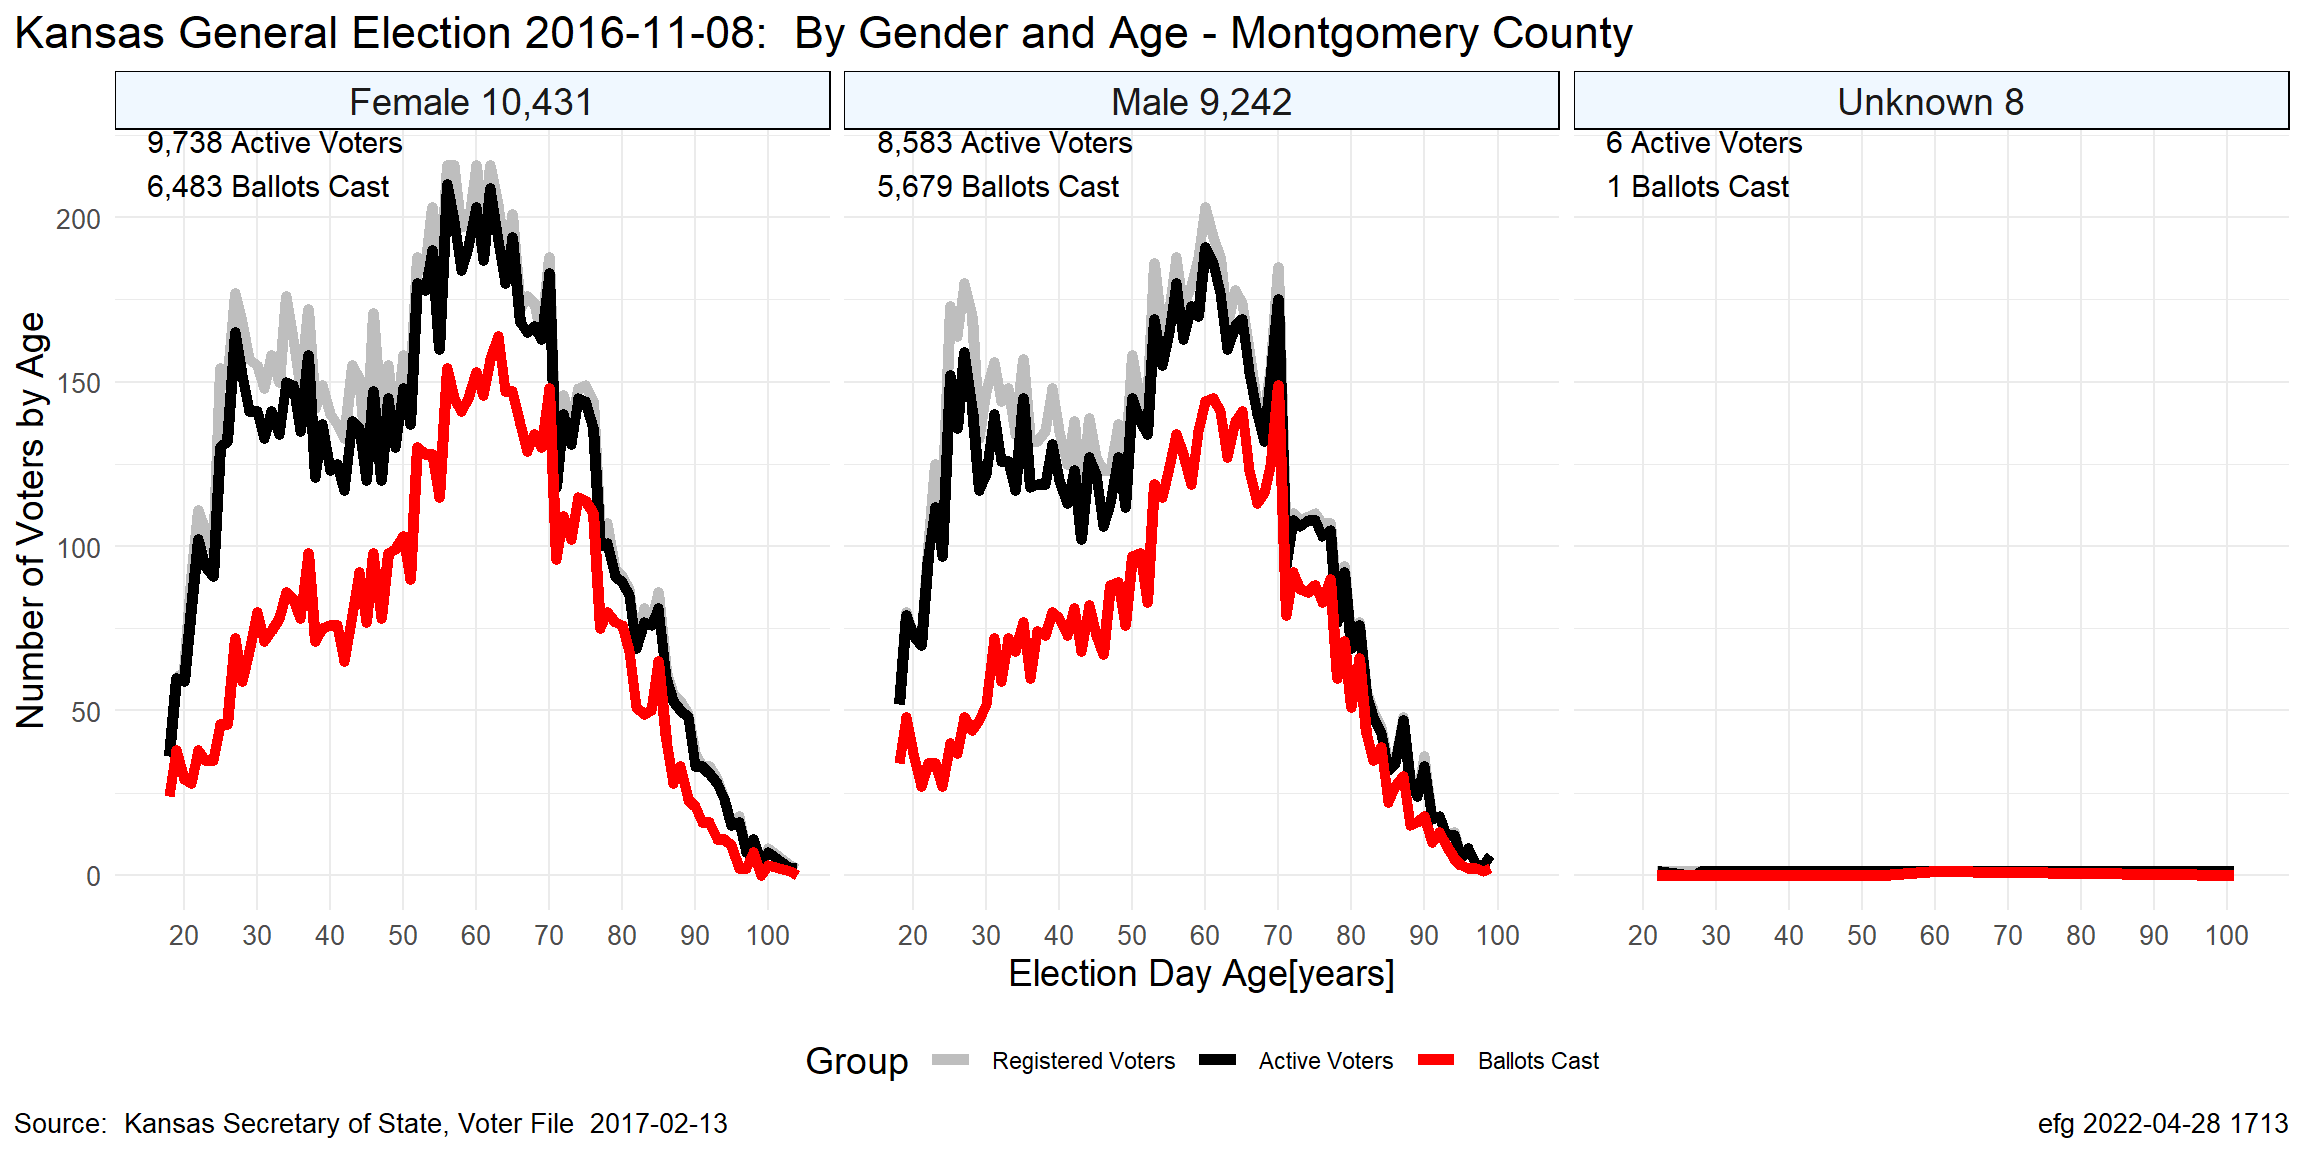 Kansas General Election 2016-11-08:  By Gender and Age - Montgomery County
Female 10,431
Male 9,242
Unknown 8
9,738 Active Voters
6,483 Ballots Cast
8,583 Active Voters
5,679 Ballots Cast
6 Active Voters
1 Ballots Cast
Number of Voters by Age
200
150
100
50
0
20 30 40 50 60 70 80 90 100
20 30 40 50 60 70 80 90 100
20 30 40 50 60 70 80 90 100
Election Day Age[years]
Group Registered Voters Active Voters Ballots Cast
Source:  Kansas Secretary of State, Voter File  2017-02-13
efg 2022-04-28 1713